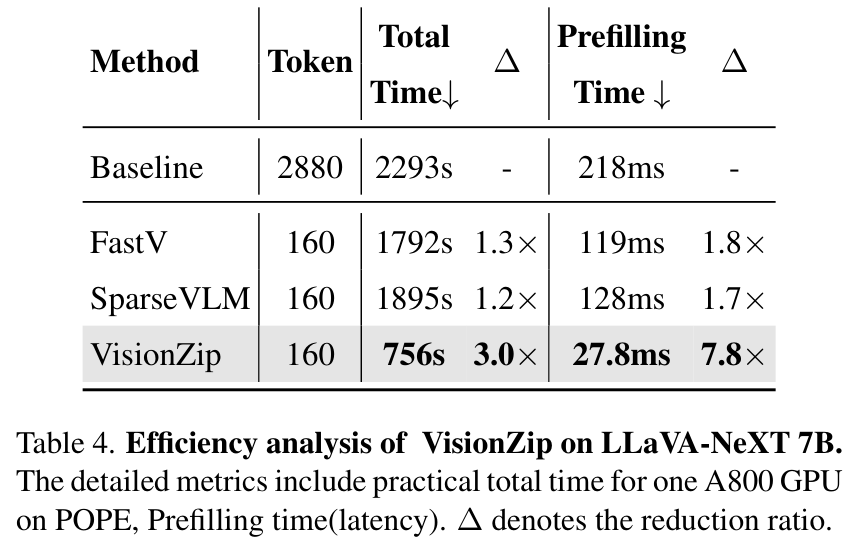 Method Token Total Time↓ Δ Prefilling Time ↓ Δ
Baseline 2880 2293s - 218ms -
FastV 160 1792s 1.3× 119ms 1.8×
SparseVLM 160 1895s 1.2× 128ms 1.7×
VisionZip 160 756s 3.0× 27.8ms 7.8×
Table 4. Efficiency analysis of VisionZip on LLaVA-NeXT 7B.
The detailed metrics include practical total time for one A800 GPU
on POPE, Prefilling time(latency). Δ denotes the reduction ratio.